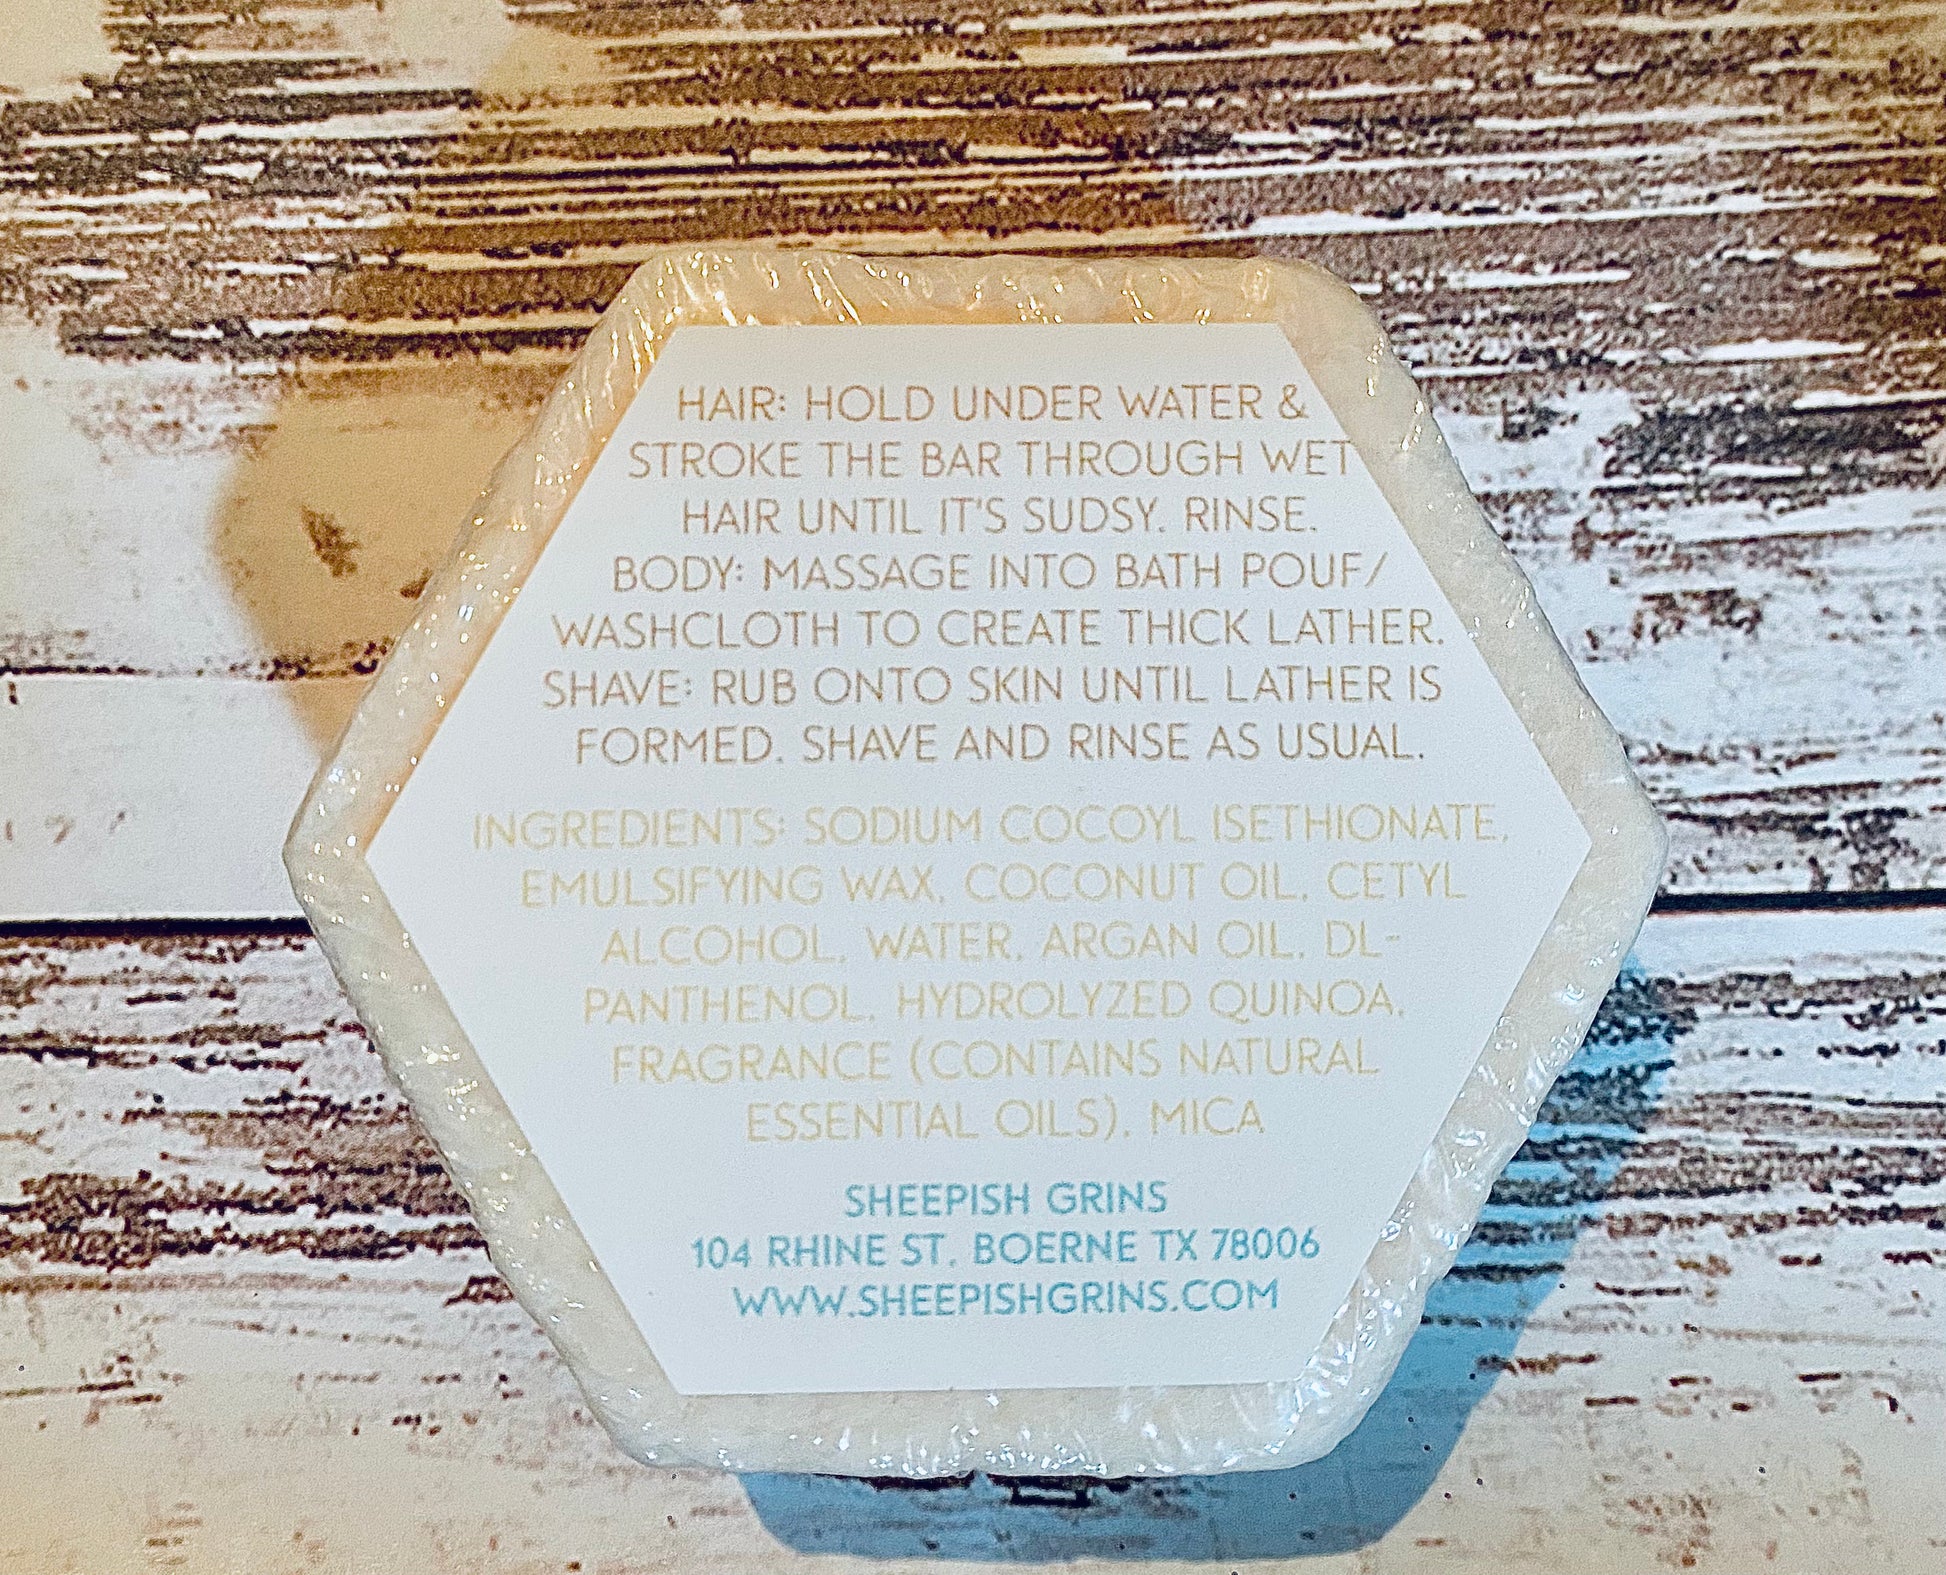 HAIR: HOLD UNDER WATER &
STROKE THE BAR THROUGH WET
HAIR UNTIL IT'S SUDSY. RINSE.
BODY: MASSAGE INTO BATH POUF/
WASHCLOTH TO CREATE THICK LATHER.
SHAVE: RUB ONTO SKIN UNTIL LATHER IS
FORMED. SHAVE AND RINSE AS USUAL.
INGREDIENTS: SODIUM COCOYL ISETHIONATE,
EMULSIFYING WAX, COCONUT OIL, CETYL
ALCOHOL, WATER, ARGAN OIL, DL-
PANTHENOL, HYDROLYZED QUINOA,
FRAGRANCE (CONTAINS NATURAL
ESSENTIAL OILS), MICA
SHEEPISH GRINS
104 RHINE ST, BOERNE TX 78006
WWW.SHEEPISHGRINS.COM